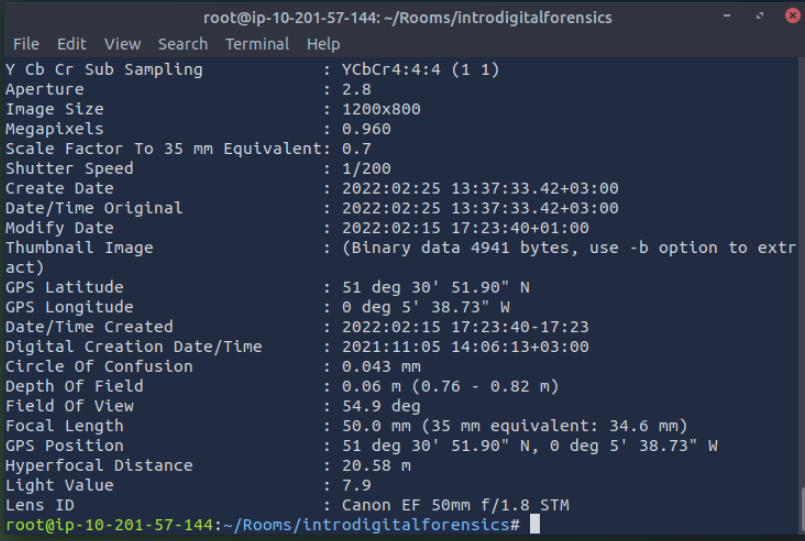 root@ip-10-201-57-144: ~/Rooms/introdigitalforensics
File Edit View Search Terminal Help
Y Cb Cr Sub Sampling            : YCbCr4:4:4 (1 1)
Aperture                        : 2.8
Image Size                      : 1200x800
Megapixels                      : 0.960
Scale Factor To 35 mm Equivalent: 0.7
Shutter Speed                   : 1/200
Create Date                     : 2022:02:25 13:37:33.42+03:00
Date/Time Original              : 2022:02:25 13:37:33.42+03:00
Modify Date                     : 2022:02:15 17:23:40+01:00
Thumbnail Image                 : (Binary data 4941 bytes, use -b option to extr
act)
GPS Latitude                    : 51 deg 30' 51.90" N
GPS Longitude                   : 0 deg 5' 38.73" W
Date/Time Created               : 2022:02:15 17:23:40-17:23
Digital Creation Date/Time      : 2021:11:05 14:06:13+03:00
Circle Of Confusion             : 0.043 mm
Depth Of Field                  : 0.06 m (0.76 - 0.82 m)
Field Of View                   : 54.9 deg
Focal Length                    : 50.0 mm (35 mm equivalent: 34.6 mm)
GPS Position                    : 51 deg 30' 51.90" N, 0 deg 5' 38.73" W
Hyperfocal Distance             : 20.58 m
Light Value                     : 7.9
Lens ID                         : Canon EF 50mm f/1.8 STM
root@ip-10-201-57-144:~/Rooms/introdigitalforensics#